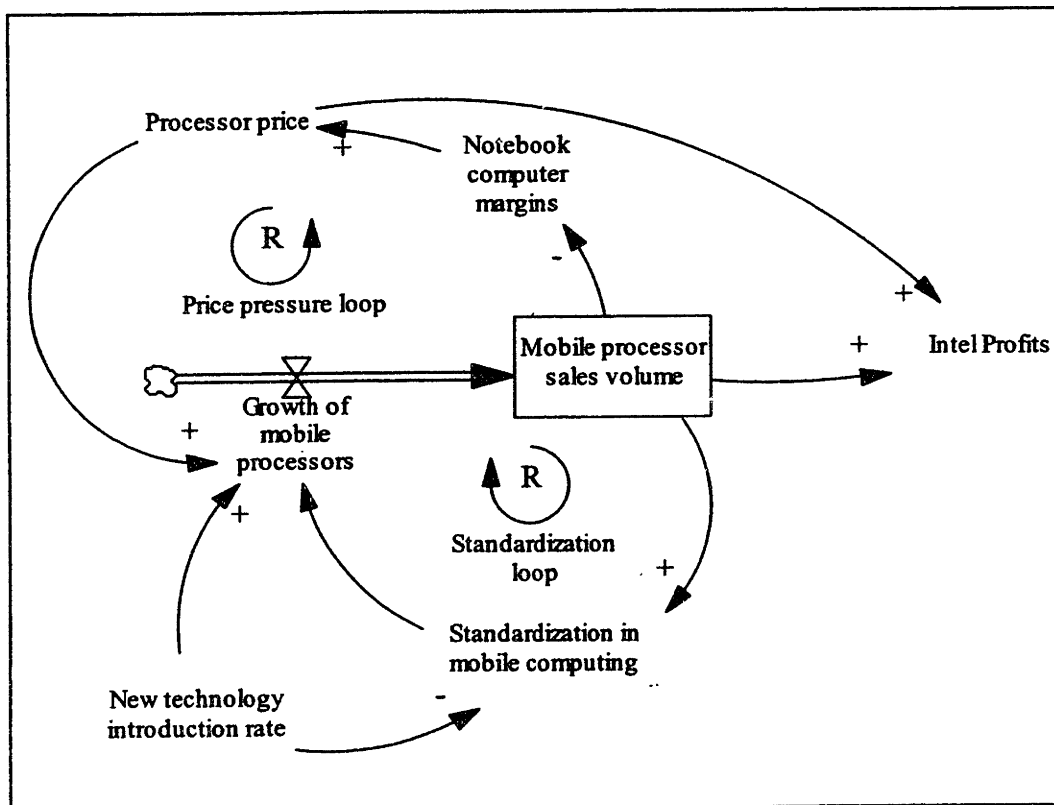 Processor price
+
Notebook
computer
margins
R
-
Price pressure loop
+
+
Intel Profits
Mobile processor
sales volume
Growth of
mobile
processors
+
R
+
Standardization
loop
+
Standardization in
mobile computing
-
New technology
introduction rate